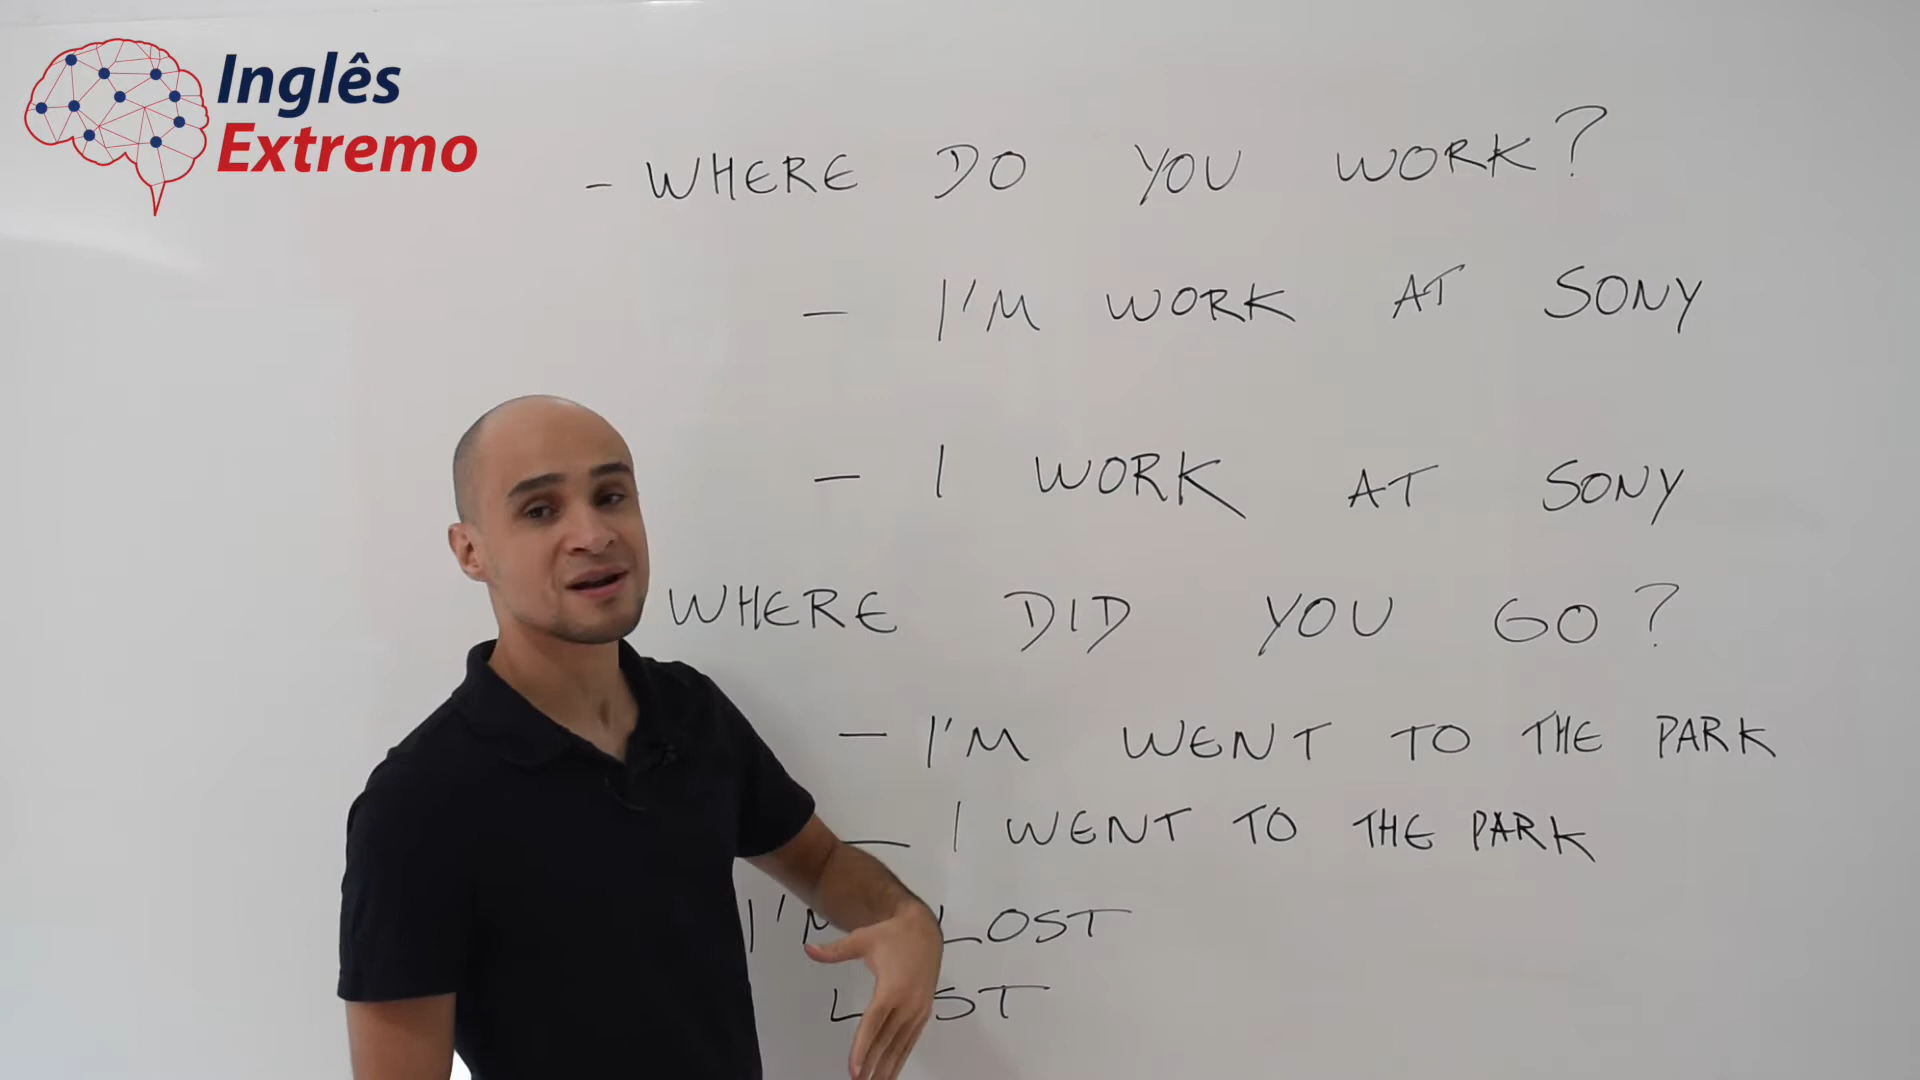 Inglês
Extremo
- WHERE DO YOU WORK?
- I'M WORK AT SONY
- I WORK AT SONY
WHERE DID YOU GO?
- I'M WENT TO THE PARK
- I WENT TO THE PARK
I'M LOST
LOST